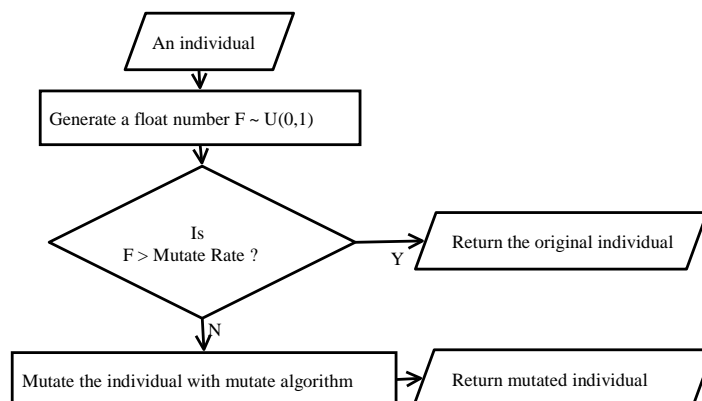 An individual
Generate a float number F ~ U(0,1)
Is
F > Mutate Rate ?
Y
Return the original individual
N
Mutate the individual with mutate algorithm
Return mutated individual